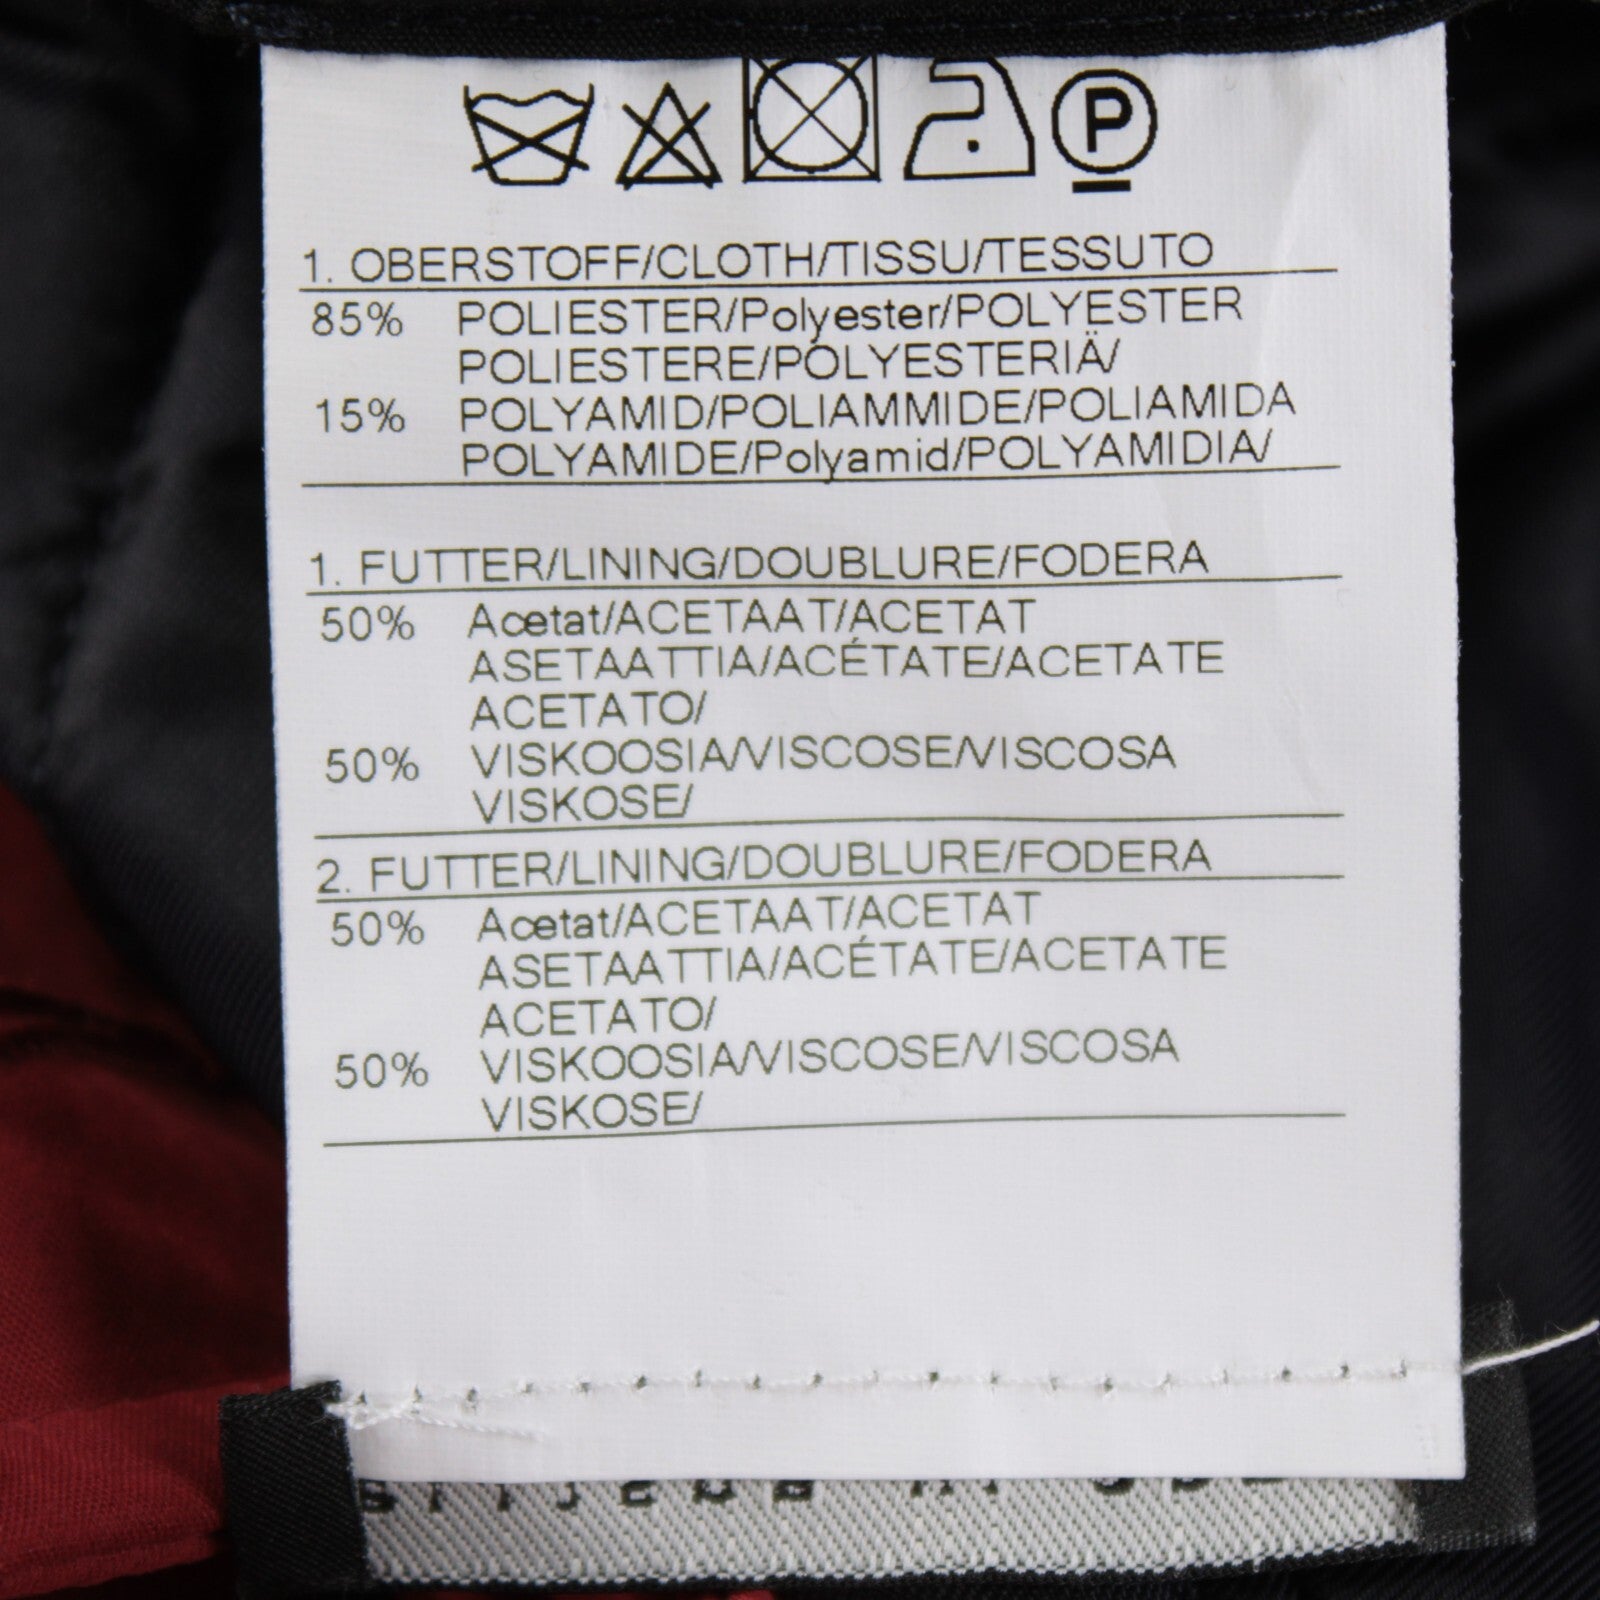 P
1. OBERSTOFF/CLOTH/TISSU/TESSUTO
85% POLIESTER/Polyester/POLYESTER
POLIESTERE/POLYESTERIÄ/
15% POLYAMID/POLIAMMIDE/POLIAMIDA
POLYAMIDE/Polyamid/POLYAMIDIA/
1. FUTTER/LINING/DOUBLURE/FODERA
50% Acetat/ACETAAT/ACETAT
ASETAATTIA/ACÉTATE/ACETATE
ACETATO/
50% VISKOOSIA/VISCOSE/VISCOSA
VISKOSE/
2. FUTTER/LINING/DOUBLURE/FODERA
50% Acetat/ACETAAT/ACETAT
ASETAATTIA/ACÉTATE/ACETATE
ACETATO/
50% VISKOOSIA/VISCOSE/VISCOSA
VISKOSE/